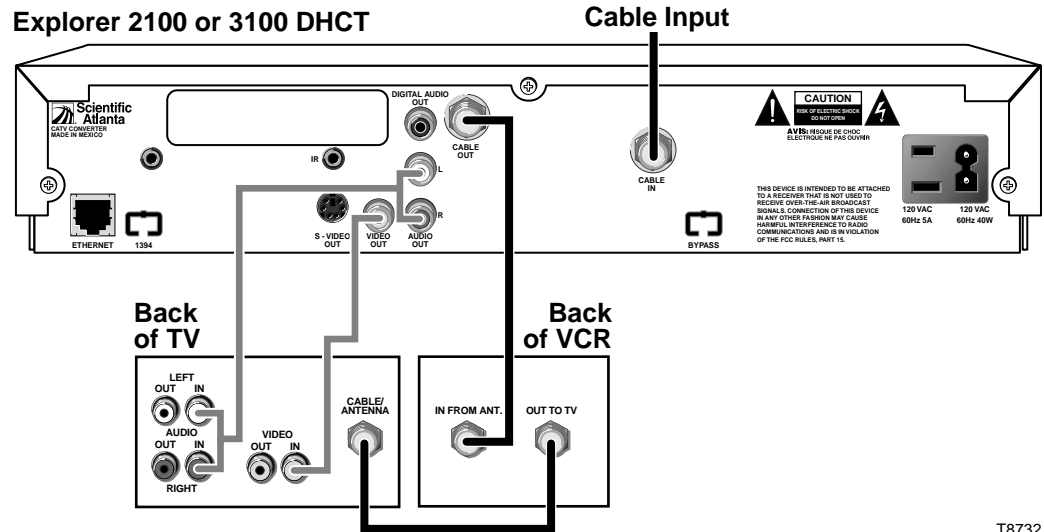 Explorer 2100 or 3100 DHCT
Cable Input
Scientific
Atlanta
CATV CONVERTER
MADE IN MEXICO
DIGITAL AUDIO
OUT
CABLE
OUT
IR
L
R
ETHERNET
1394
S - VIDEO
OUT
VIDEO
OUT
AUDIO
OUT
CABLE
IN
BYPASS
CAUTION
RISK OF ELECTRIC SHOCK
DO NOT OPEN
AVIS: RISQUE DE CHOC
ELECTRQUE NE PAS OUVRIR
THIS DEVICE IS INTENDED TO BE ATTACHED
TO A RECEIVER THAT IS NOT USED TO
RECEIVE OVER-THE-AIR BROADCAST
SIGNALS. CONNECTION OF THIS DEVICE
IN ANY OTHER FASHION MAY CAUSE
HARMFUL INTERFERENCE TO RADIO
COMMUNICATIONS AND IS IN VIOLATION
OF THE FCC RULES, PART 15.
120 VAC
60Hz 5A
120 VAC
60Hz 40W
Back
of TV
LEFT
OUT IN
AUDIO
OUT IN
RIGHT
VIDEO
OUT IN
CABLE/
ANTENNA
Back
of VCR
IN FROM ANT.
OUT TO TV
T8732